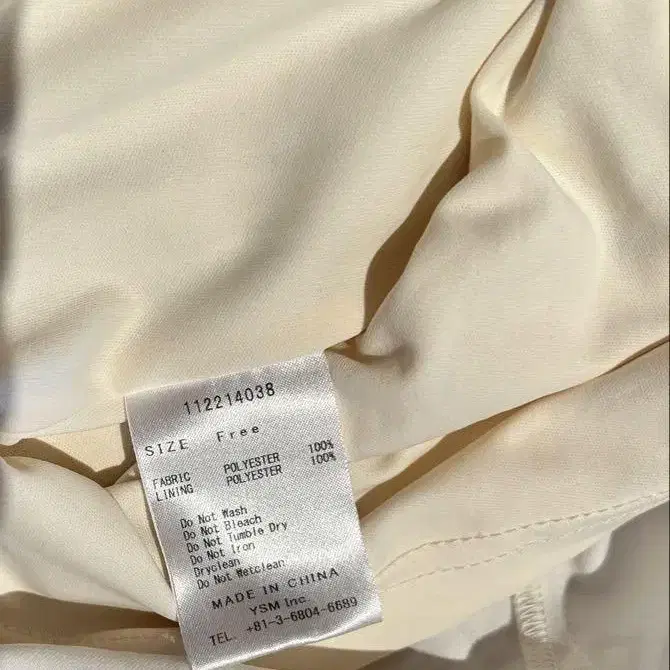 112214038
SIZE Free
FABRIC POLYESTER 100%
LINING POLYESTER 100%
Do Not Wash
Do Not Bleach
Do Not Tumble Dry
Do Not Iron
Dryclean
Do Not Wetclean
MADE IN CHINA
YSM Inc.
TEL. +81-3-6804-6689